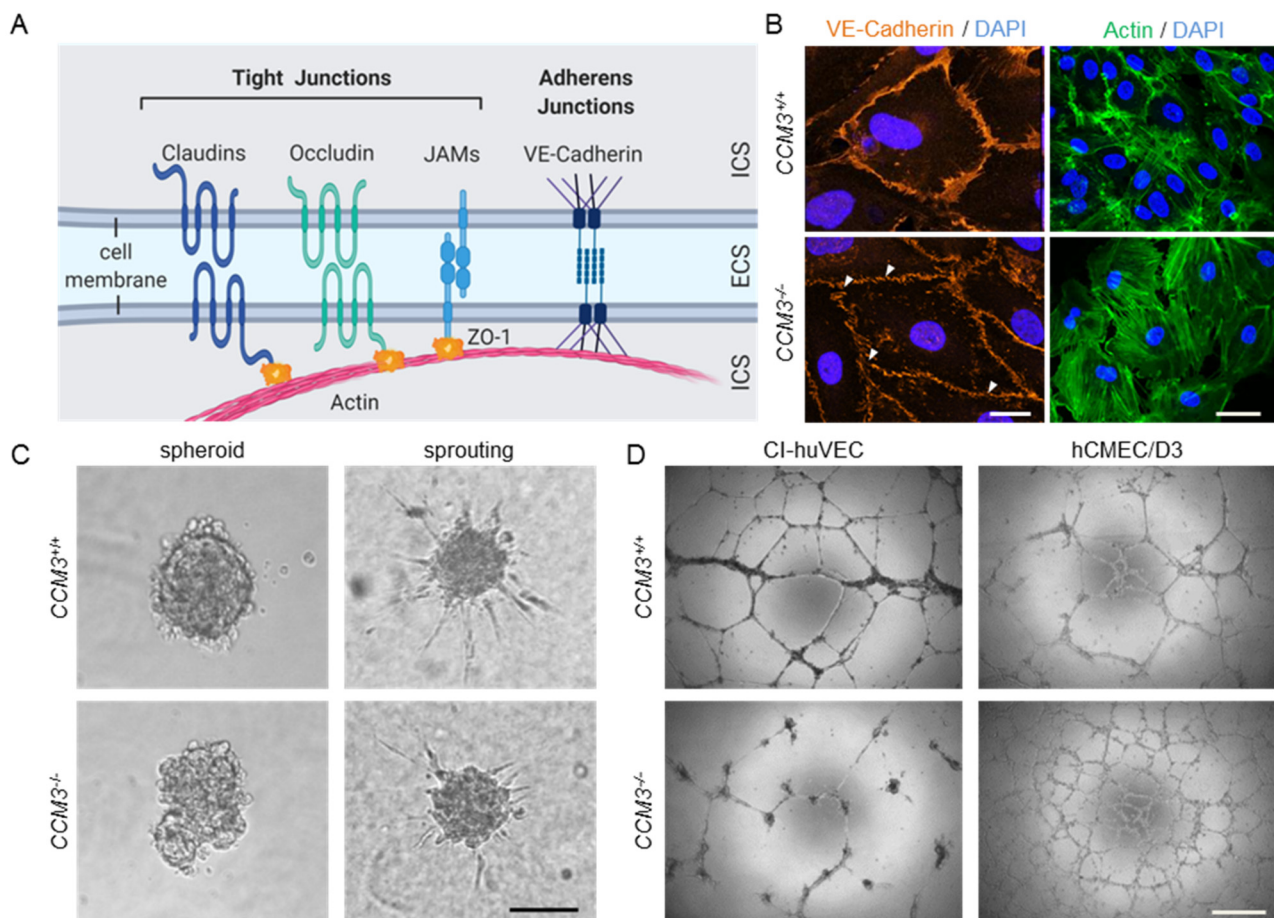 A
Tight Junctions
Adherens
Junctions
Claudins
Occludin
JAMs
VE-Cadherin
ICS
cell
membrane
ECS
ZO-1
ICS
Actin
B
VE-Cadherin / DAPI
Actin / DAPI
CCM3+/+
CCM3-/-
C
spheroid
sprouting
CCM3+/+
CCM3-/-
D
CI-huVEC
hCMEC/D3
CCM3+/+
CCM3-/-